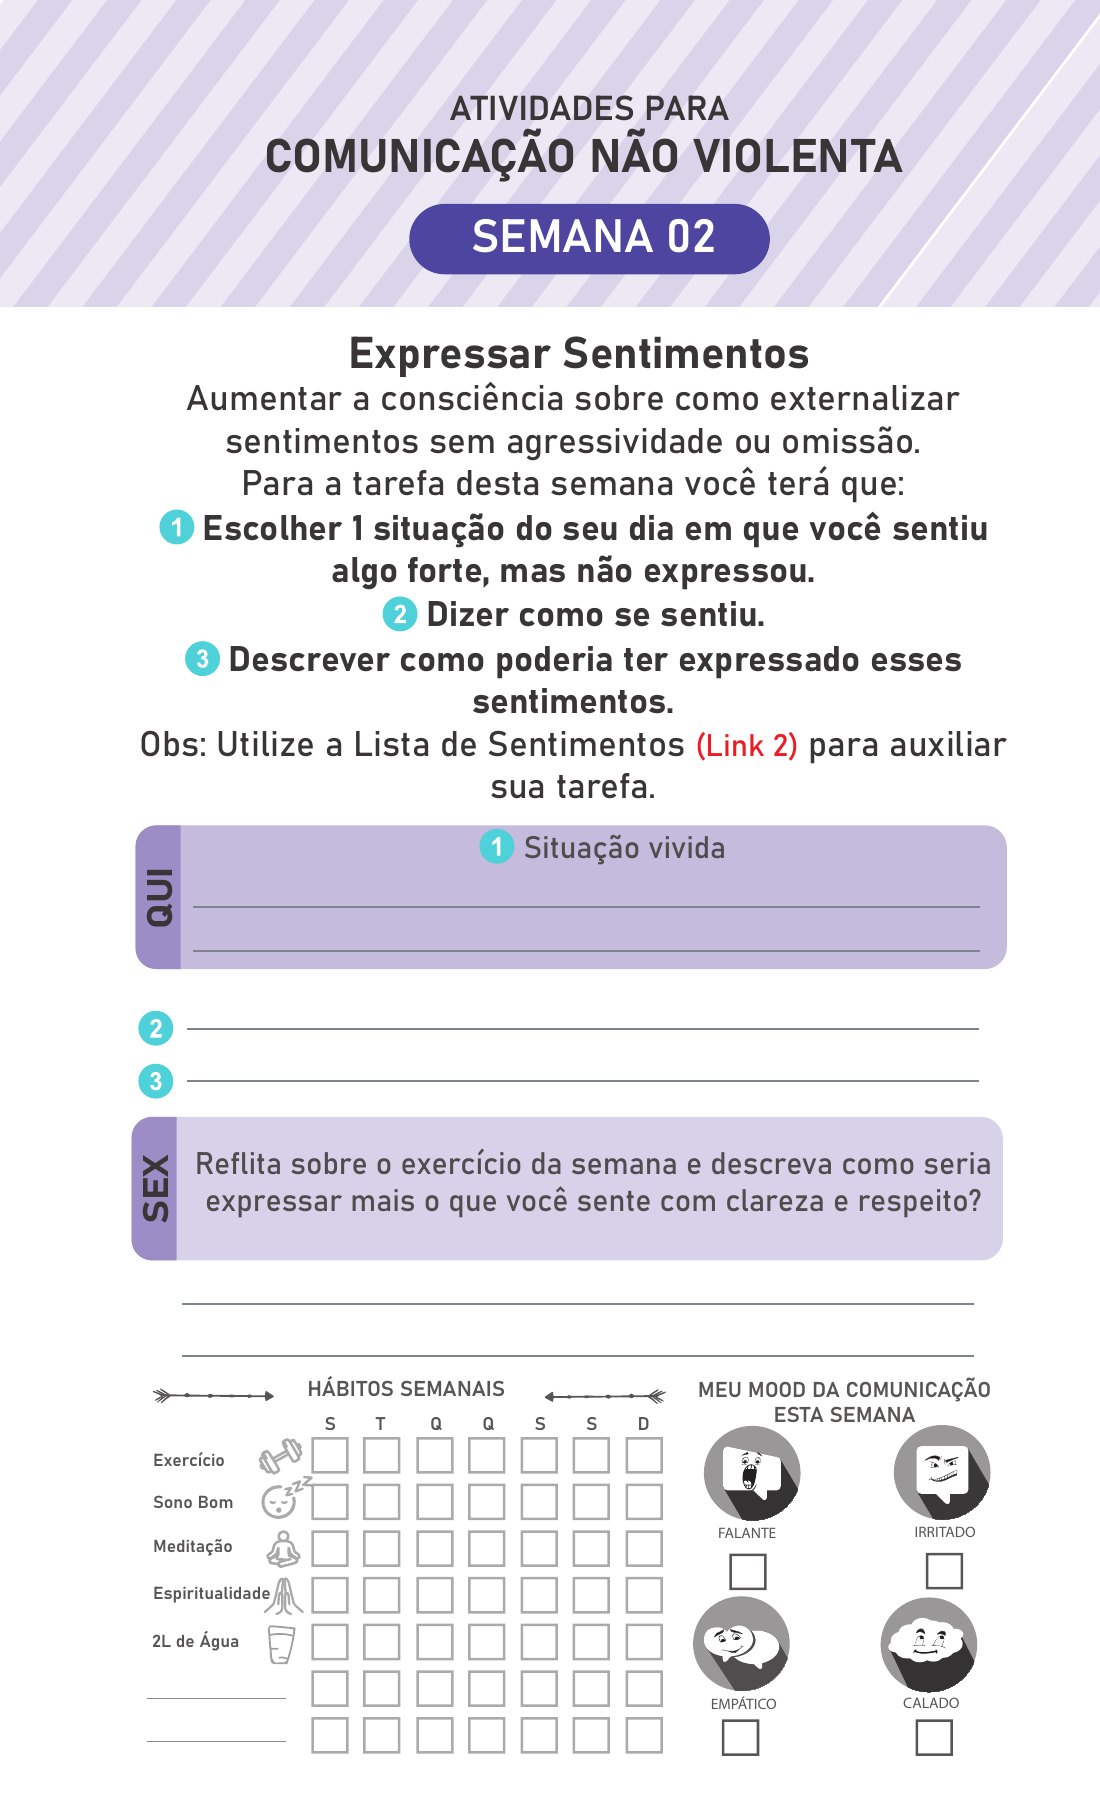 ATIVIDADES PARA
COMUNICAÇÃO NÃO VIOLENTA
SEMANA 02
Expressar Sentimentos
Aumentar a consciência sobre como externalizar
sentimentos sem agressividade ou omissão.
Para a tarefa desta semana você terá que:
1 Escolher 1 situação do seu dia em que você sentiu
algo forte, mas não expressou.
2 Dizer como se sentiu.
3 Descrever como poderia ter expressado esses
sentimentos.
Obs: Utilize a Lista de Sentimentos (Link 2) para auxiliar
sua tarefa.
QUI
1 Situação vivida
2
3
SEX
Reflita sobre o exercício da semana e descreva como seria
expressar mais o que você sente com clareza e respeito?
HÁBITOS SEMANAIS
S T Q Q S S D
Exercício
Sono Bom
zzz
Meditação
Espiritualidade
2L de Água
MEU MOOD DA COMUNICAÇÃO
ESTA SEMANA
FALANTE
IRRITADO
EMPÁTICO
CALADO